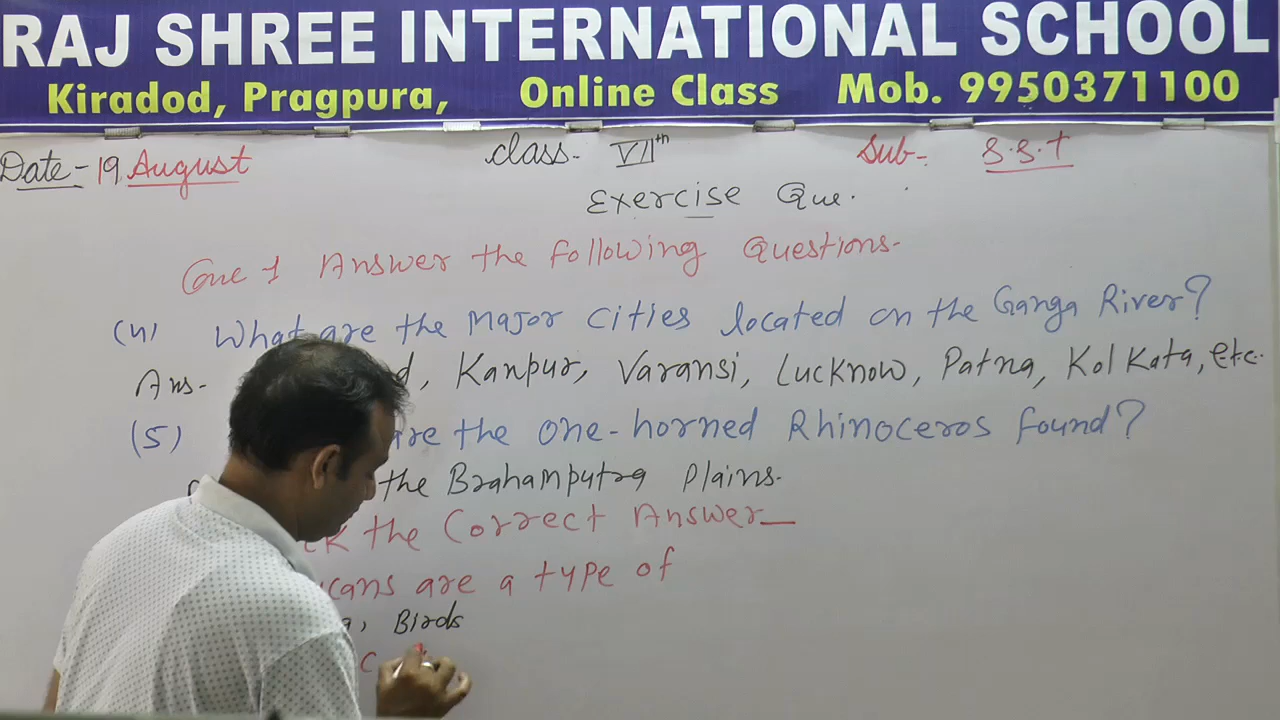 RAJ SHREE INTERNATIONAL SCHOOL
Kiradod, Pragpura, Online Class Mob. 9950371100
Date- 19 August class- VIIth Sub- S.S.T
Exercise Que.
Que 1 Answer the following Questions-
(4) What are the Major cities located on the Ganga River?
Ans- d, Kanpur, Varansi, Lucknow, Patna, Kolkata, etc.
(5) are the one-horned Rhinoceros found?
the Brahamputra Plains.
ck the Correct Answer-
cans are a type of
Birds
c